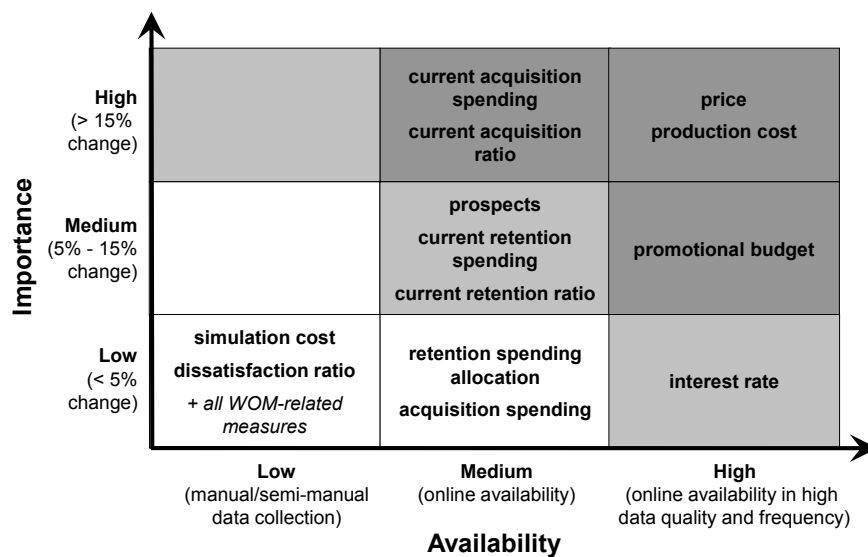 Importance
High
(> 15%
change)
current acquisition
spending
current acquisition
ratio
price
production cost
Medium
(5% - 15%
change)
prospects
current retention
spending
current retention ratio
promotional budget
Low
(< 5%
change)
simulation cost
dissatisfaction ratio
+ all WOM-related
measures
retention spending
allocation
acquisition spending
interest rate
Low
(manual/semi-manual
data collection)
Medium
(online availability)
High
(online availability in high
data quality and frequency)
Availability